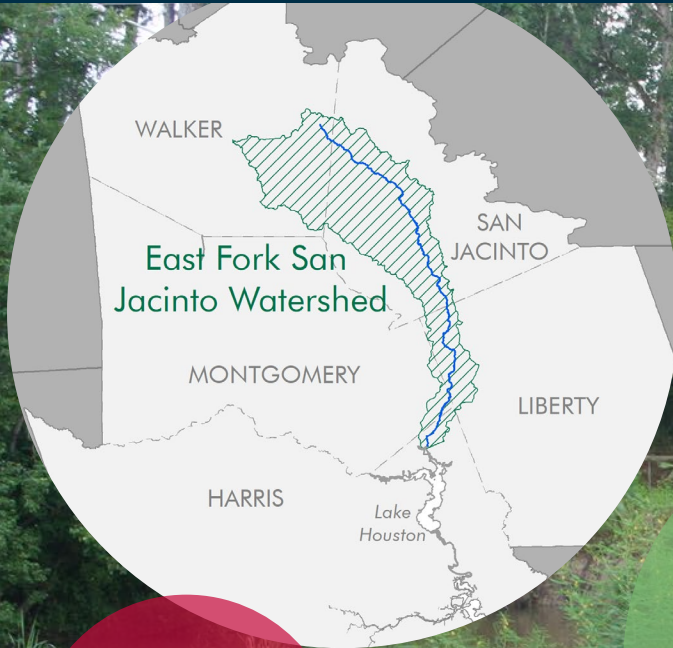 WALKER
SAN
JACINTO
East Fork San
Jacinto Watershed
MONTGOMERY
LIBERTY
HARRIS
Lake
Houston